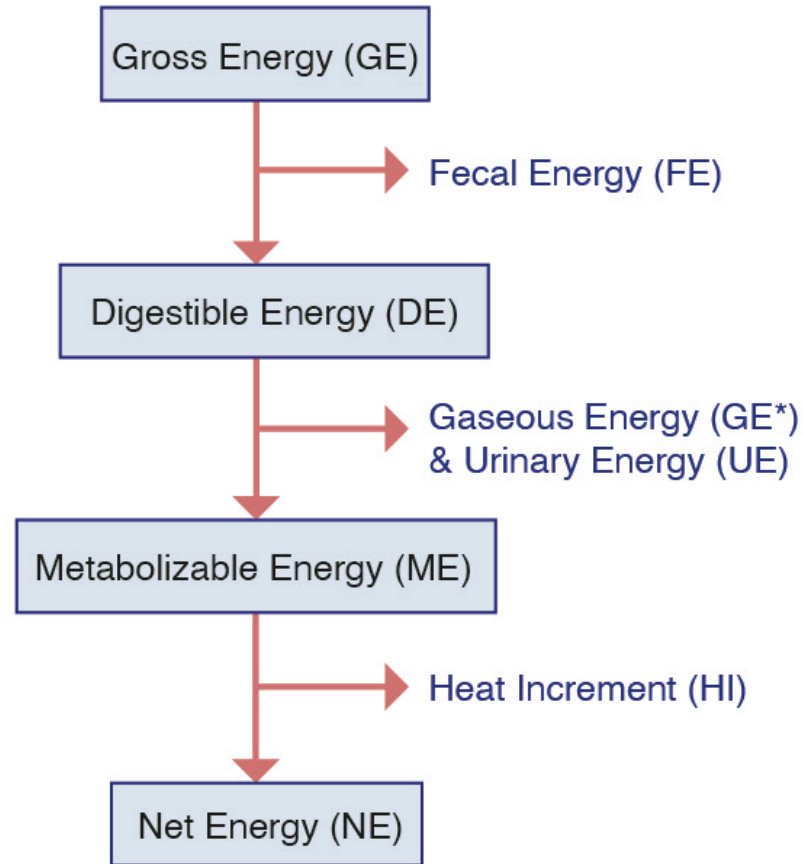 Gross Energy (GE)
Fecal Energy (FE)
Digestible Energy (DE)
Gaseous Energy (GE*)
& Urinary Energy (UE)
Metabolizable Energy (ME)
Heat Increment (HI)
Net Energy (NE)